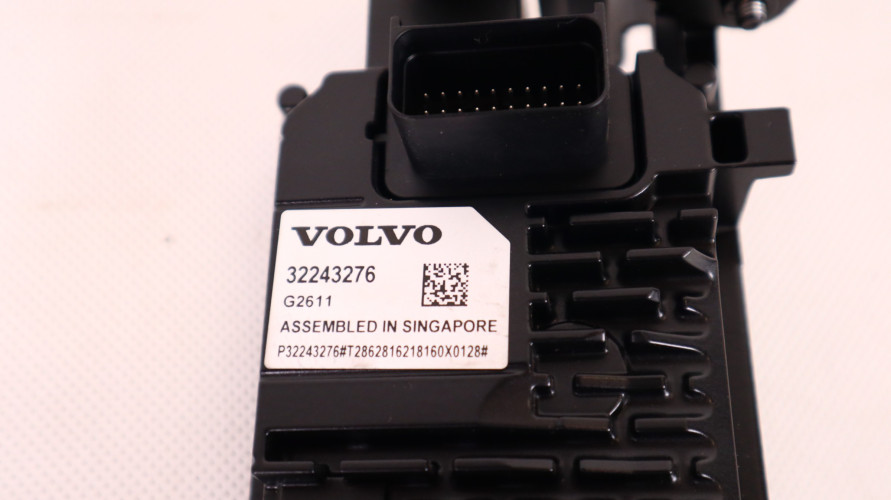 VOLVO
32243276
G2611
ASSEMBLED IN SINGAPORE
P32243276#T2862816218160X0128#